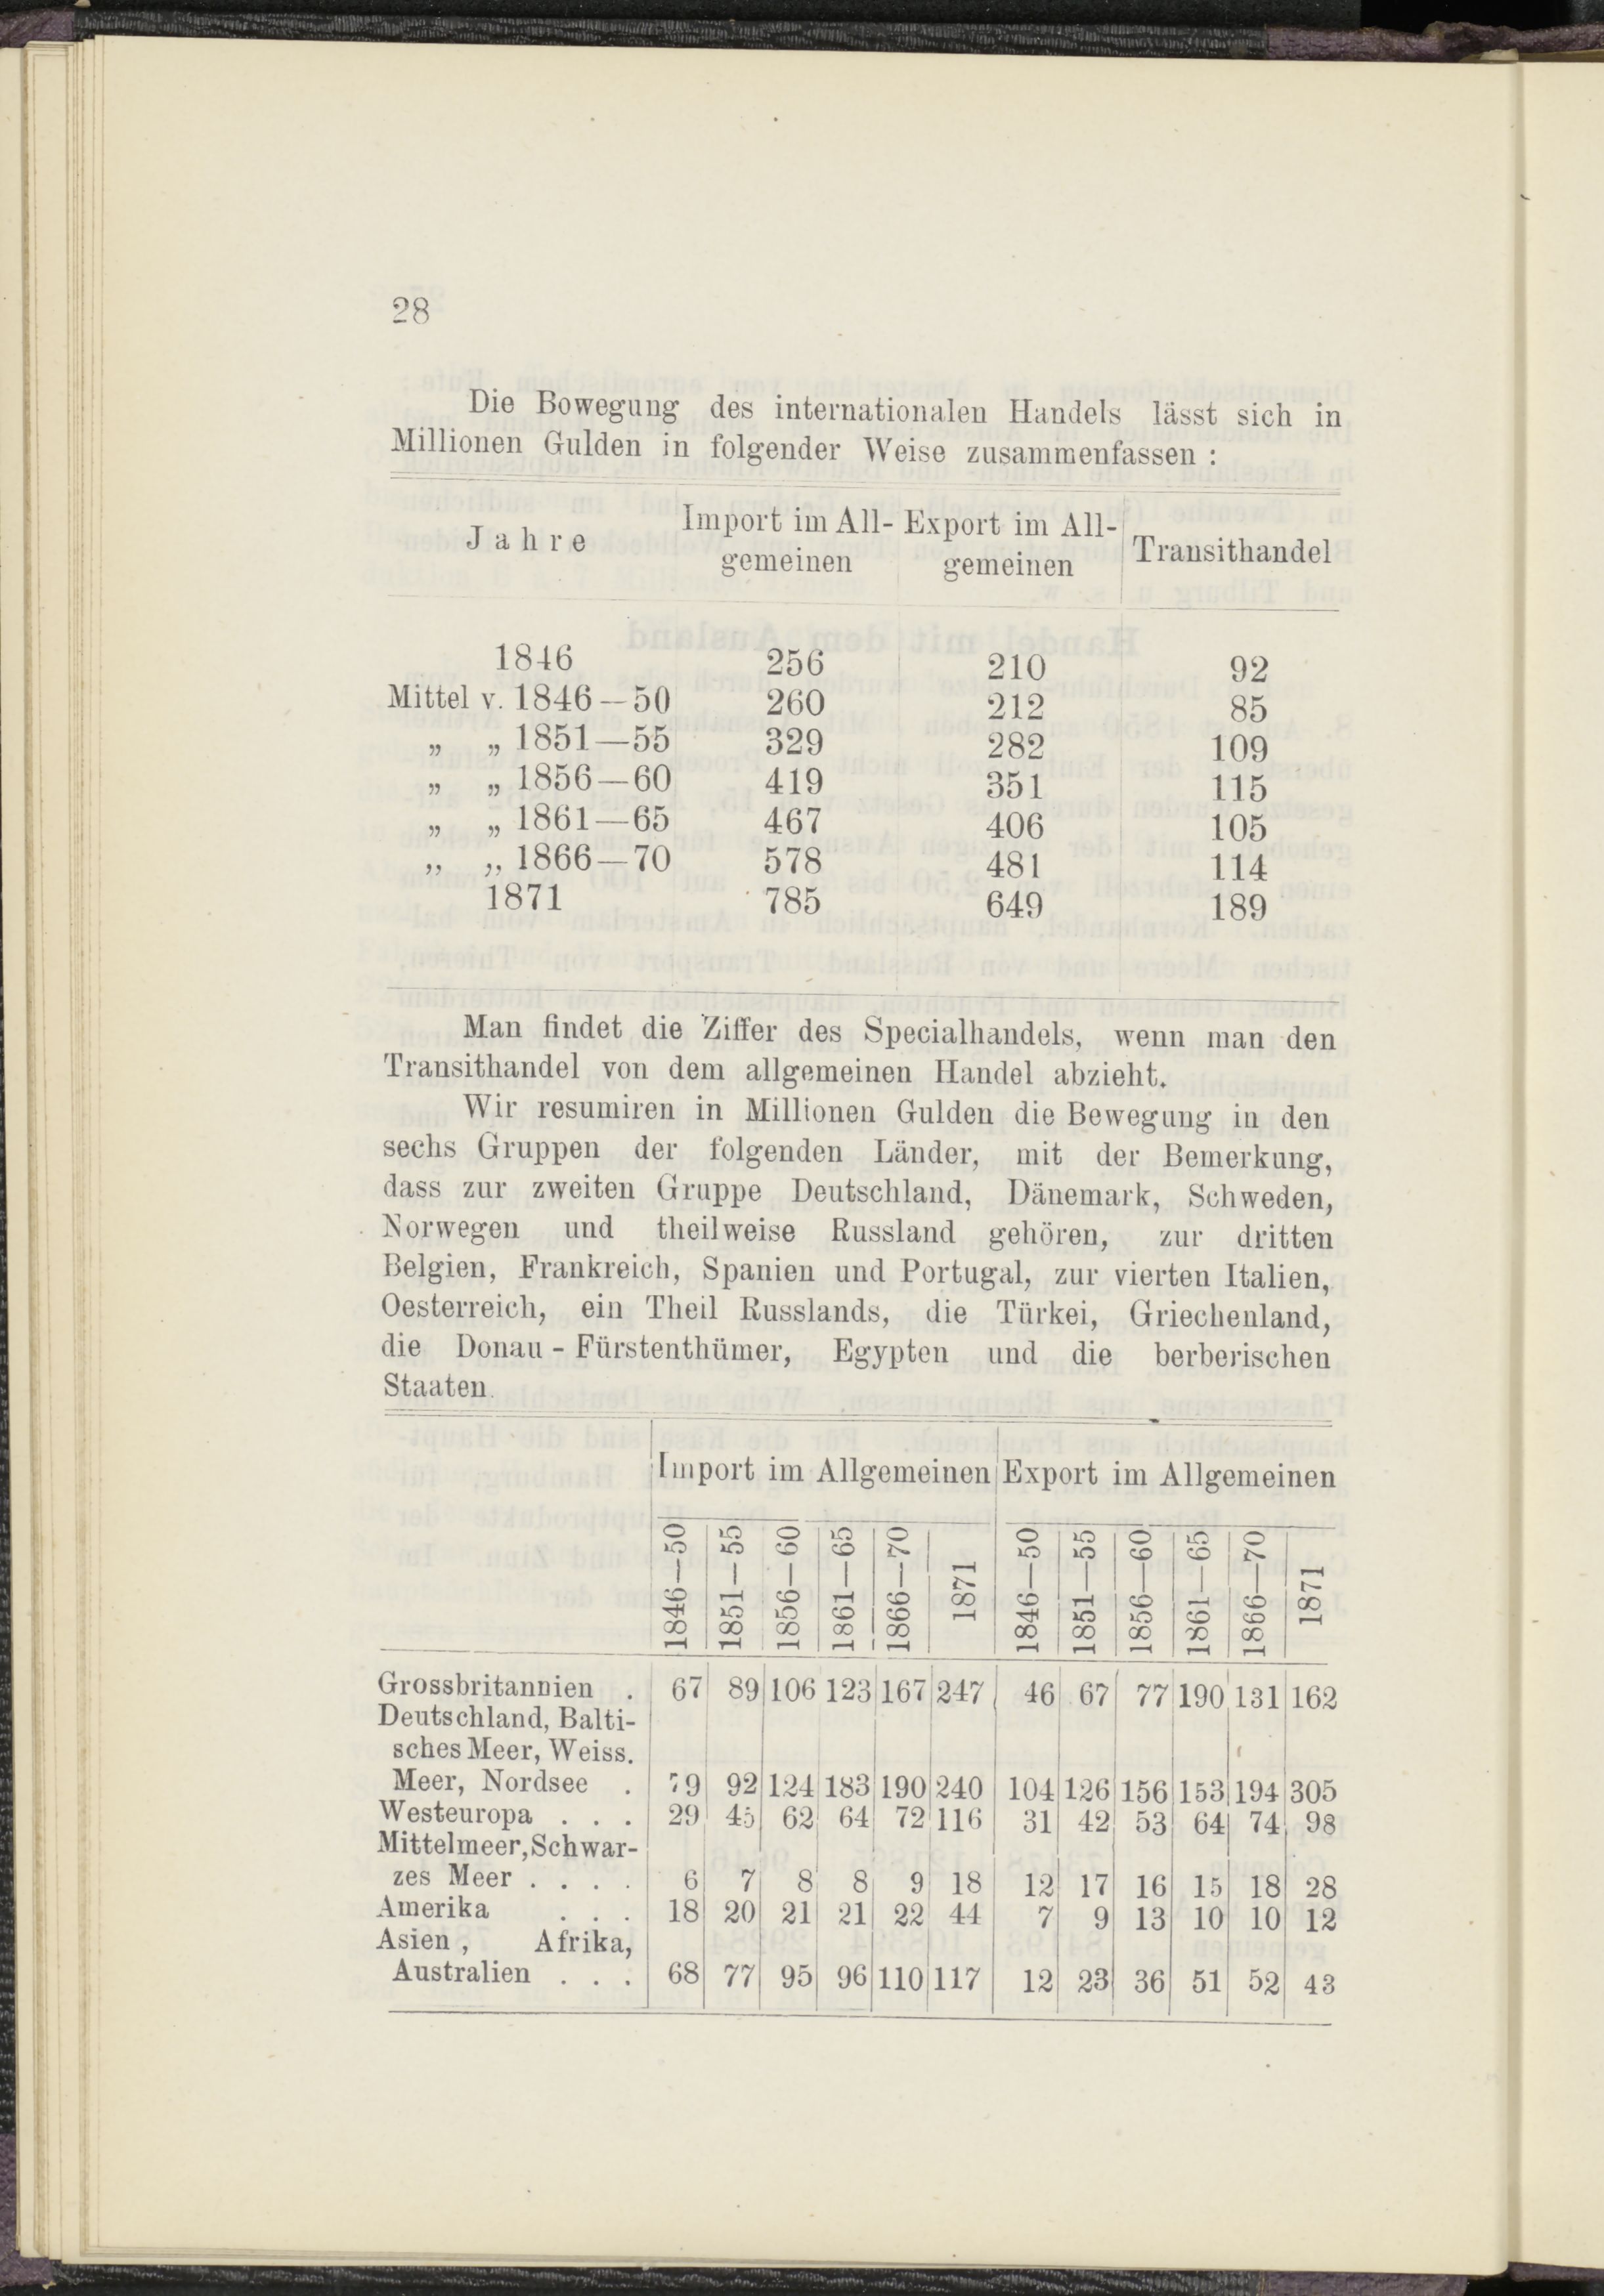 28
Die Bowegung des internationalen Handels lässt sich in
Millionen Gulden in folgender Weise zusammenfassen :
Jahre Import im All- Export im All- Transithandel
gemeinen gemeinen
1846 256 210 92
Mittel v. 1846—50 260 212 85
„ „ 1851—55 329 282 109
„ „ 1856—60 419 351 115
„ „ 1861—65 467 406 105
„ „ 1866—70 578 481 114
1871 785 649 189
Man findet die Ziffer des Specialhandels, wenn man den
Transithandel von dem allgemeinen Handel abzieht.
Wir resumiren in Millionen Gulden die Bewegung in den
sechs Gruppen der folgenden Länder, mit der Bemerkung,
dass zur zweiten Gruppe Deutschland, Dänemark, Schweden,
Norwegen und theilweise Russland gehören, zur dritten
Belgien, Frankreich, Spanien und Portugal, zur vierten Italien,
Oesterreich, ein Theil Russlands, die Türkei, Griechenland,
die Donau-Fürstenthümer, Egypten und die berberischen
Staaten.
Import im Allgemeinen Export im Allgemeinen
1846—50 1851—55 1856—60 1861—65 1866—70 1871 1846—50 1851—55 1856—60 1861—65 1866—70 1871
Grossbritannien . 67 89 106 123 167 247 46 67 77 190 131 162
Deutschland, Balti-
sches Meer, Weiss.
Meer, Nordsee . 79 92 124 183 190 240 104 126 156 153 194 305
Westeuropa . . . 29 45 62 64 72 116 31 42 53 64 74 98
Mittelmeer, Schwar-
zes Meer . . . . 6 7 8 8 9 18 12 17 16 15 18 28
Amerika . . . 18 20 21 21 22 44 7 9 13 10 10 12
Asien, Afrika,
Australien . . . 68 77 95 96 110 117 12 23 36 51 52 43